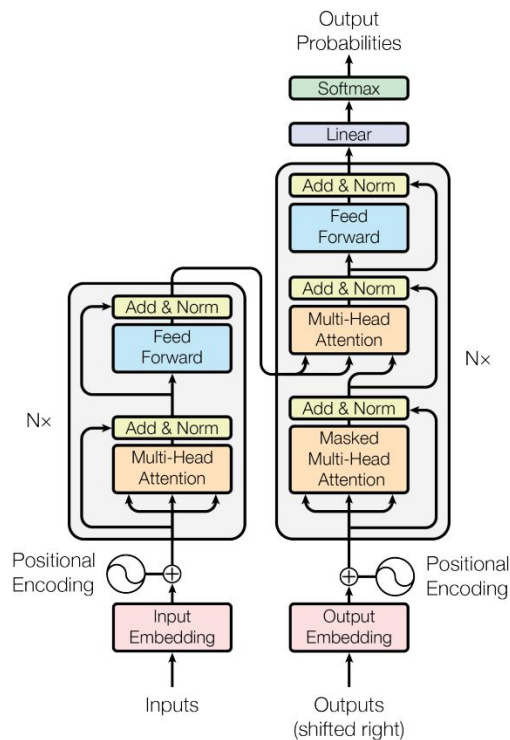 Output
Probabilities
Softmax
Linear
Add & Norm
Feed
Forward
Add & Norm
Multi-Head
Attention
Nx
Add & Norm
Masked
Multi-Head
Attention
Add & Norm
Feed
Forward
Nx
Add & Norm
Multi-Head
Attention
Positional
Encoding
Positional
Encoding
Input
Embedding
Output
Embedding
Inputs
Outputs
(shifted right)